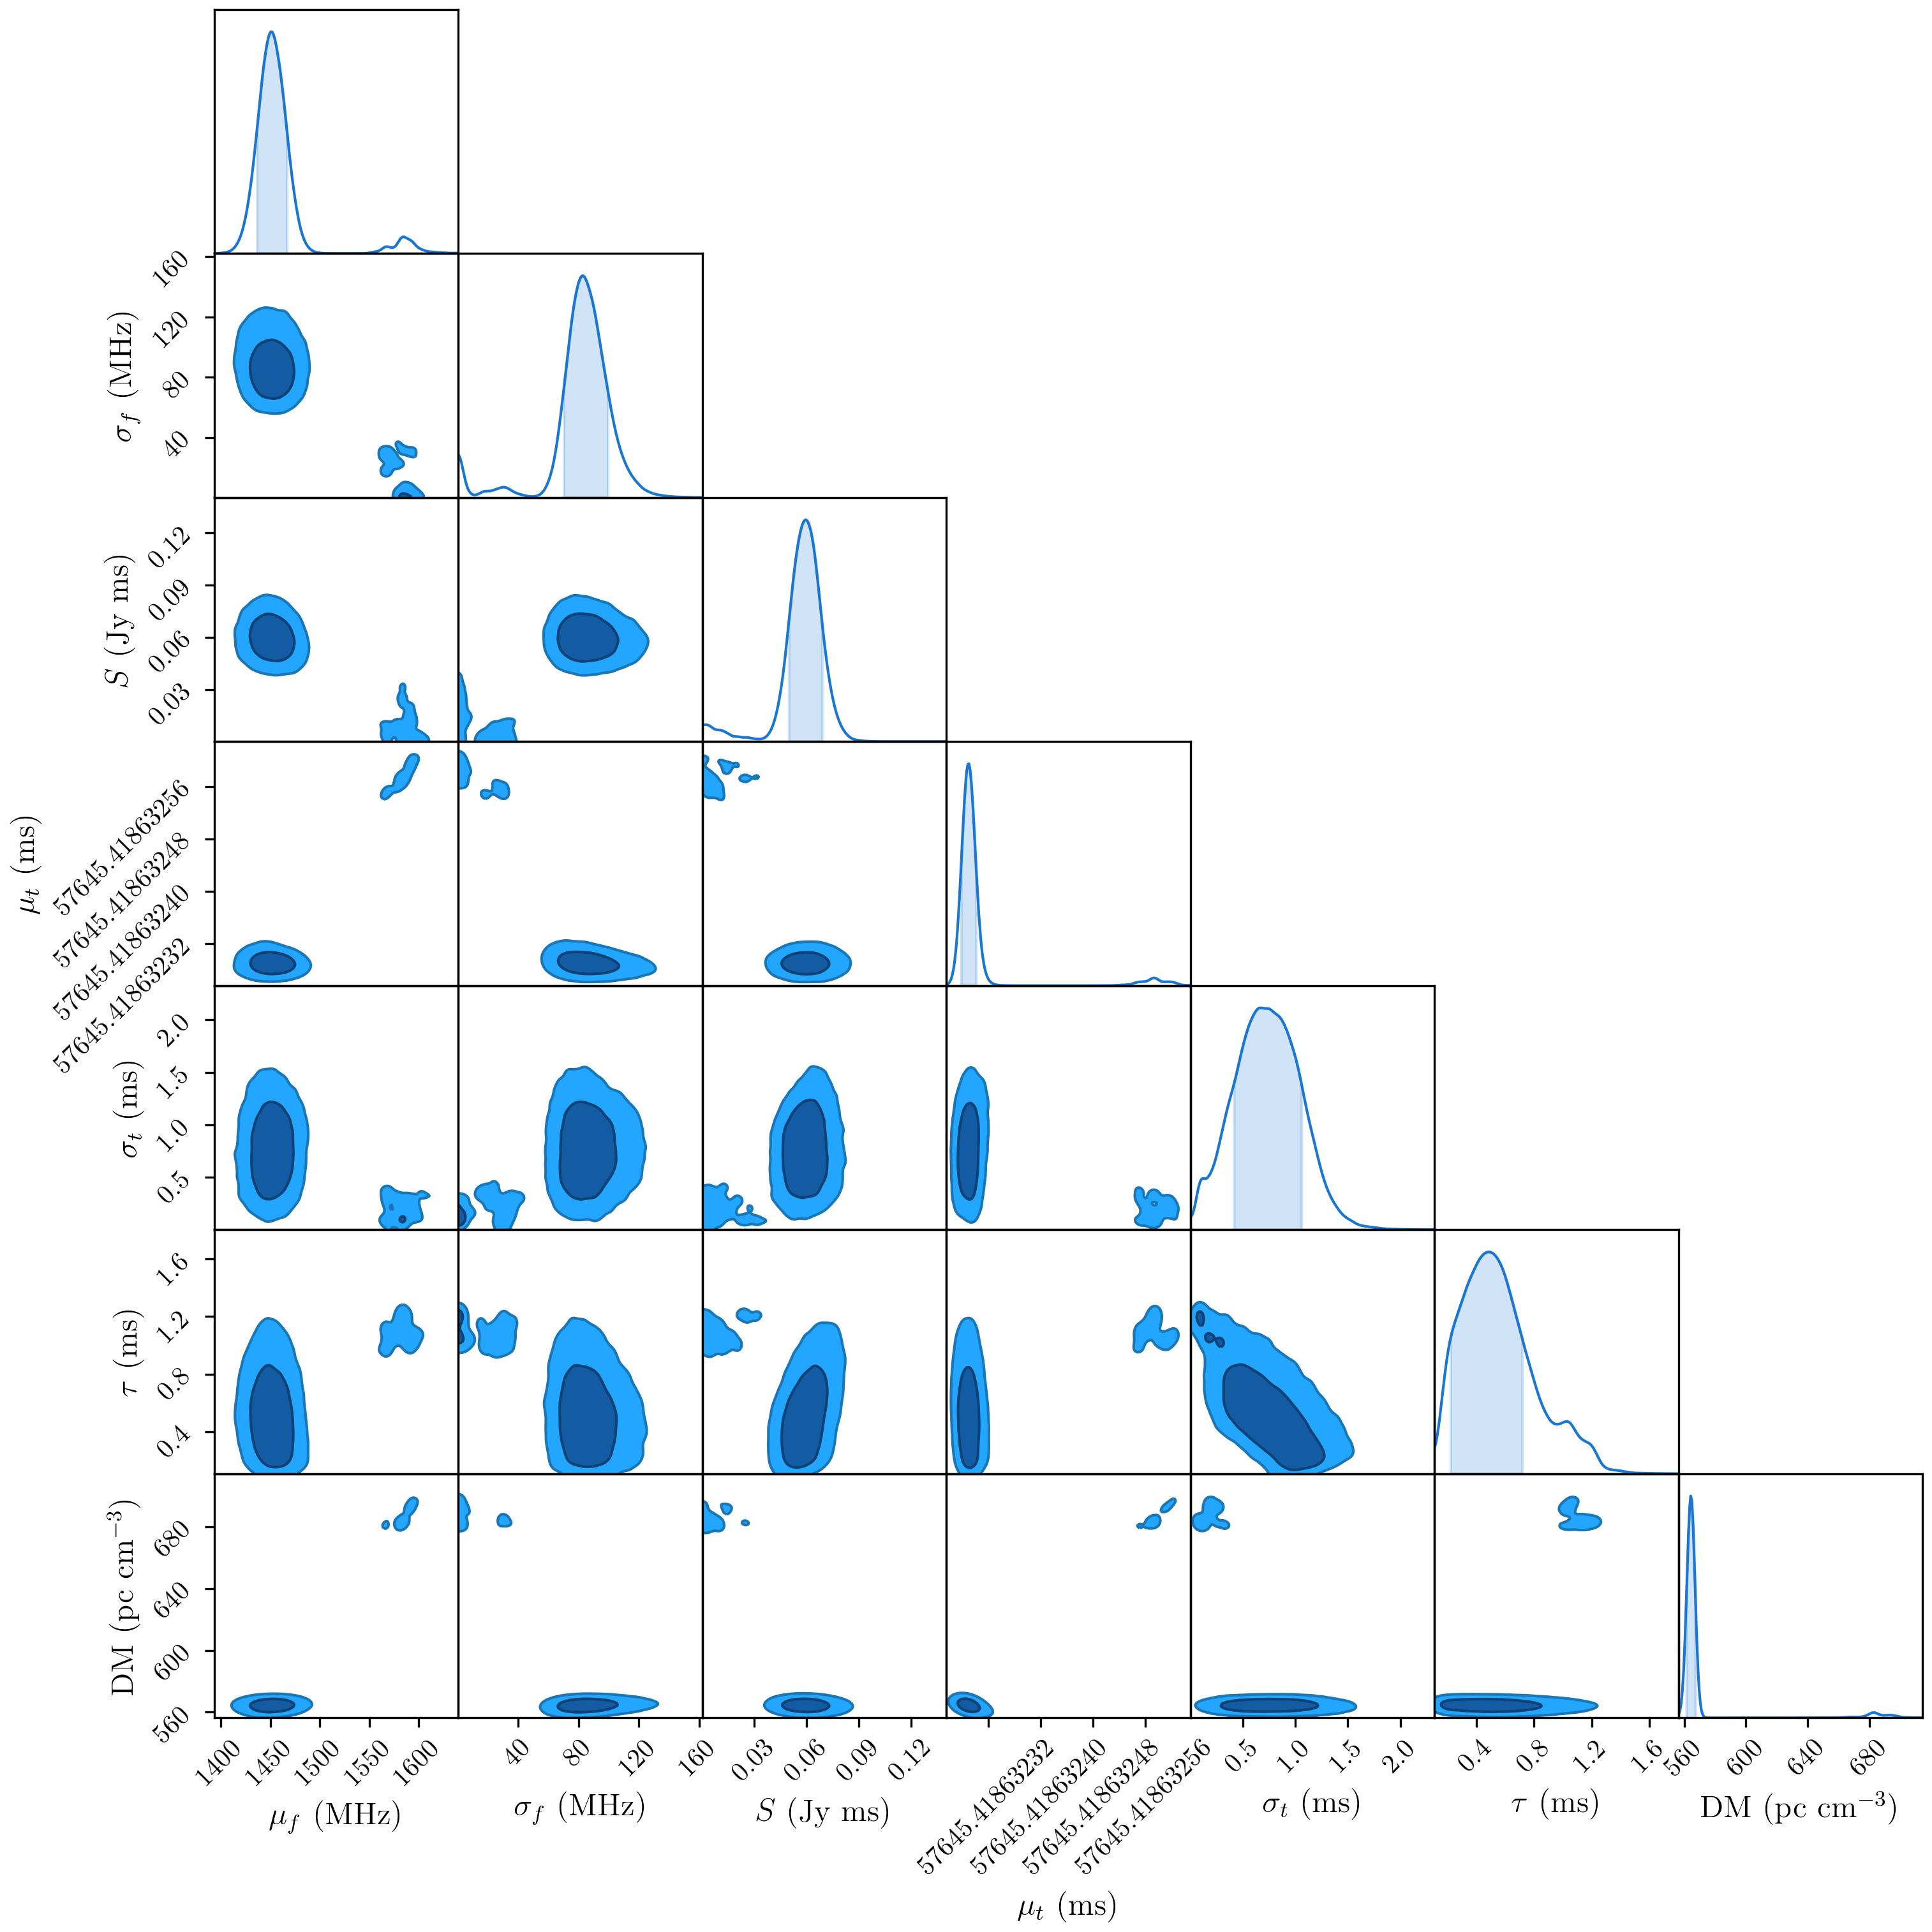 160
120
80
40
σ_f (MHz)
0.12
0.09
0.06
0.03
S (Jy ms)
57645.41863256
57645.41863248
57645.41863240
57645.41863232
μ_t (ms)
2.0
1.5
1.0
0.5
σ_t (ms)
1.6
1.2
0.8
0.4
τ (ms)
680
640
600
560
DM (pc cm⁻³)
1400 1450 1500 1550 1600
40 80 120 160
0.03 0.06 0.09 0.12
57645.41863232 57645.41863240 57645.41863248 57645.41863256
0.5 1.0 1.5 2.0
0.4 0.8 1.2 1.6
560 600 640 680
μ_f (MHz)
σ_f (MHz)
S (Jy ms)
μ_t (ms)
σ_t (ms)
τ (ms)
DM (pc cm⁻³)